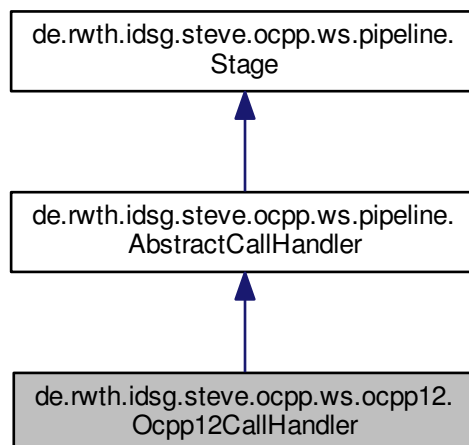 de.rwth.idsg.steve.ocpp.ws.pipeline.
Stage
de.rwth.idsg.steve.ocpp.ws.pipeline.
AbstractCallHandler
de.rwth.idsg.steve.ocpp.ws.ocpp12.
Ocpp12CallHandler